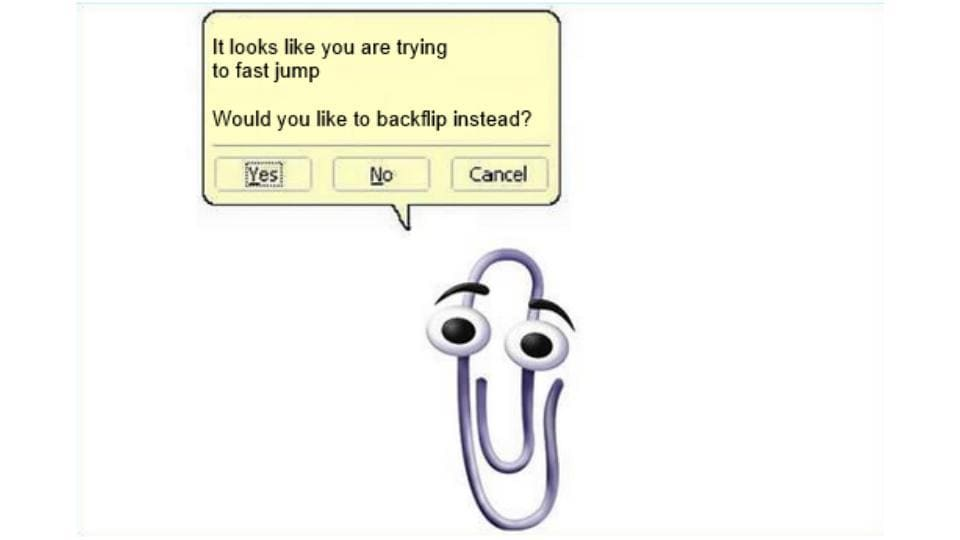 It looks like you are trying
to fast jump
Would you like to backflip instead?
Yes No Cancel